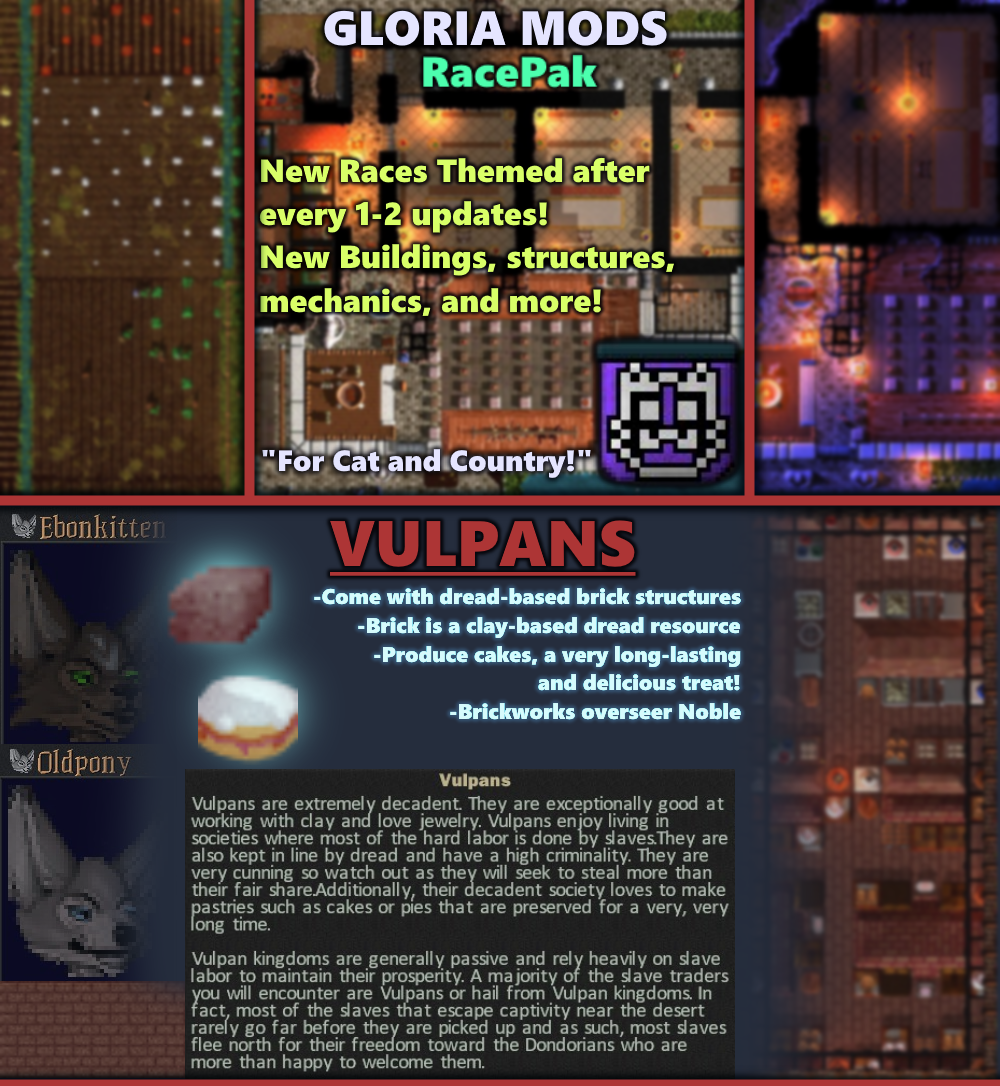 GLORIA MODS
RacePak
New Races Themed after
every 1-2 updates!
New Buildings, structures,
mechanics, and more!
"For Cat and Country!"
Ebonkitten
VULPANS
-Come with dread-based brick structures
-Brick is a clay-based dread resource
-Produce cakes, a very long-lasting
and delicious treat!
-Brickworks overseer Noble
Oldpony
Vulpans
Vulpans are extremely decadent. They are exceptionally good at
working with clay and love jewelry. Vulpans enjoy living in
societies where most of the hard labor is done by slaves.They are
also kept in line by dread and have a high criminality. They are
very cunning so watch out as they will seek to steal more than
their fair share.Additionally, their decadent society loves to make
pastries such as cakes or pies that are preserved for a very, very
long time.
Vulpan kingdoms are generally passive and rely heavily on slave
labor to maintain their prosperity. A majority of the slave traders
you will encounter are Vulpans or hail from Vulpan kingdoms. In
fact, most of the slaves that escape captivity near the desert
rarely go far before they are picked up and as such, most slaves
flee north for their freedom toward the Dondorians who are
more than happy to welcome them.